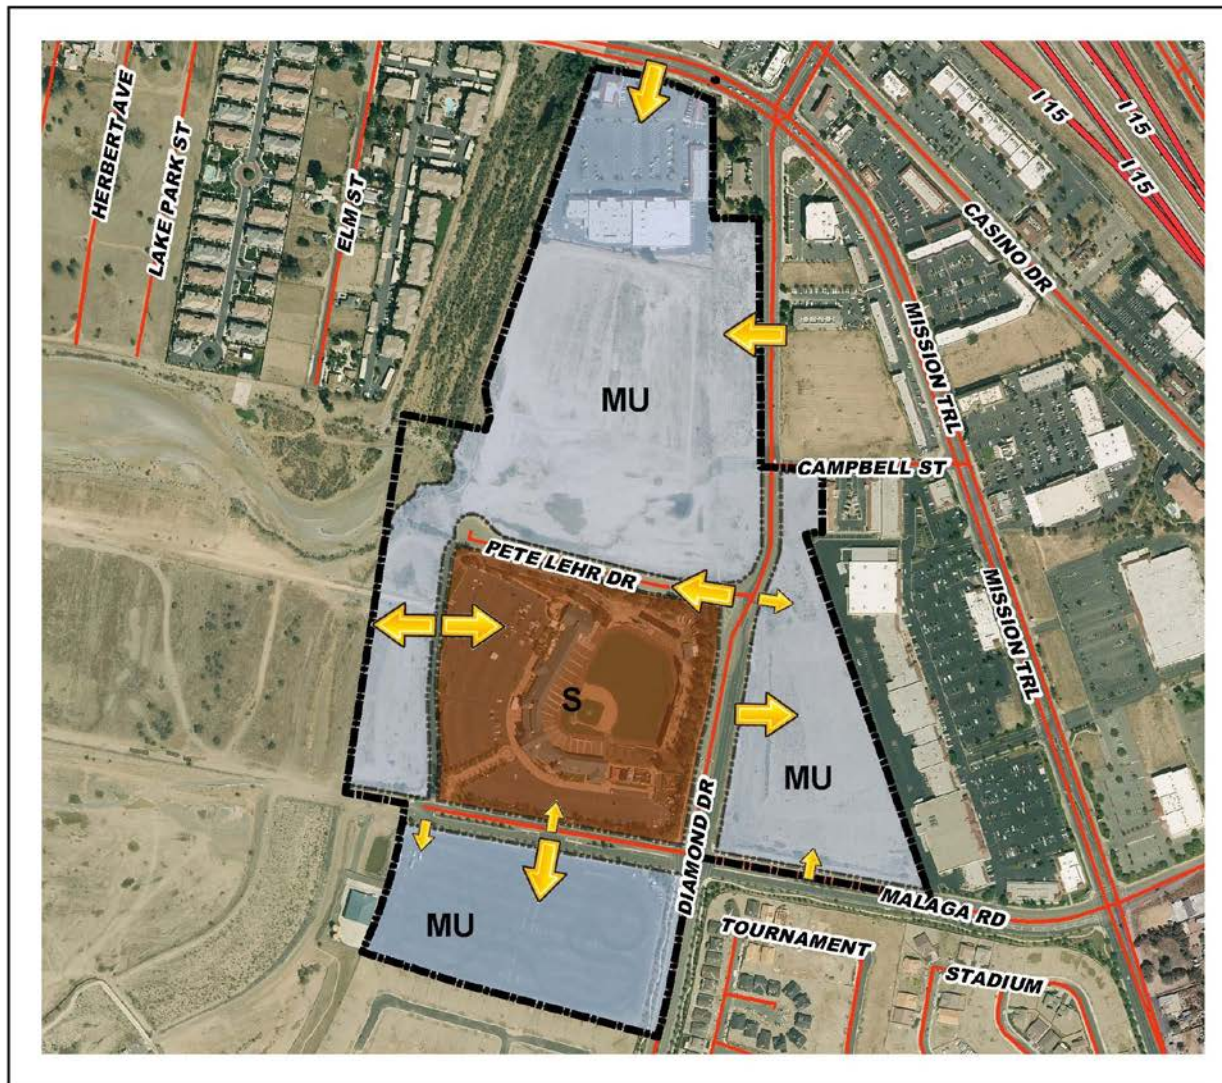 I 15
I 15
I 15
HERBERT AVE
LAKE PARK ST
ELM ST
CASINO DR
MISSION TRL
MU
CAMPBELL ST
PETE LEHR DR
MISSION TRL
S
MU
DIAMOND DR
MU
MALAGA RD
TOURNAMENT
STADIUM